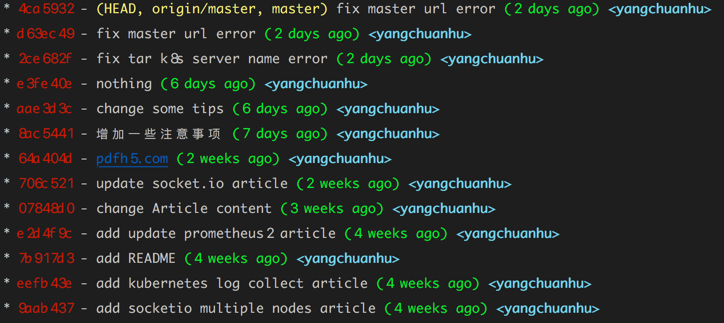 * 4ca5932 - (HEAD, origin/master, master) fix master url error (2 days ago) <yangchuanhu>
* d63ec49 - fix master url error (2 days ago) <yangchuanhu>
* 2ce682f - fix tar k8s server name error (2 days ago) <yangchuanhu>
* e3fe40e - nothing (6 days ago) <yangchuanhu>
* aae3d3c - change some tips (6 days ago) <yangchuanhu>
* 8ac5441 - 增加一些注意事项 (7 days ago) <yangchuanhu>
* 64a404d - pdfh5.com (2 weeks ago) <yangchuanhu>
* 706c521 - update socket.io article (2 weeks ago) <yangchuanhu>
* 07848d0 - change Article content (3 weeks ago) <yangchuanhu>
* e2d4f9c - add update prometheus2 article (4 weeks ago) <yangchuanhu>
* 7b917d3 - add README (4 weeks ago) <yangchuanhu>
* eefb43e - add kubernetes log collect article (4 weeks ago) <yangchuanhu>
* 9aab437 - add socketio multiple nodes article (4 weeks ago) <yangchuanhu>